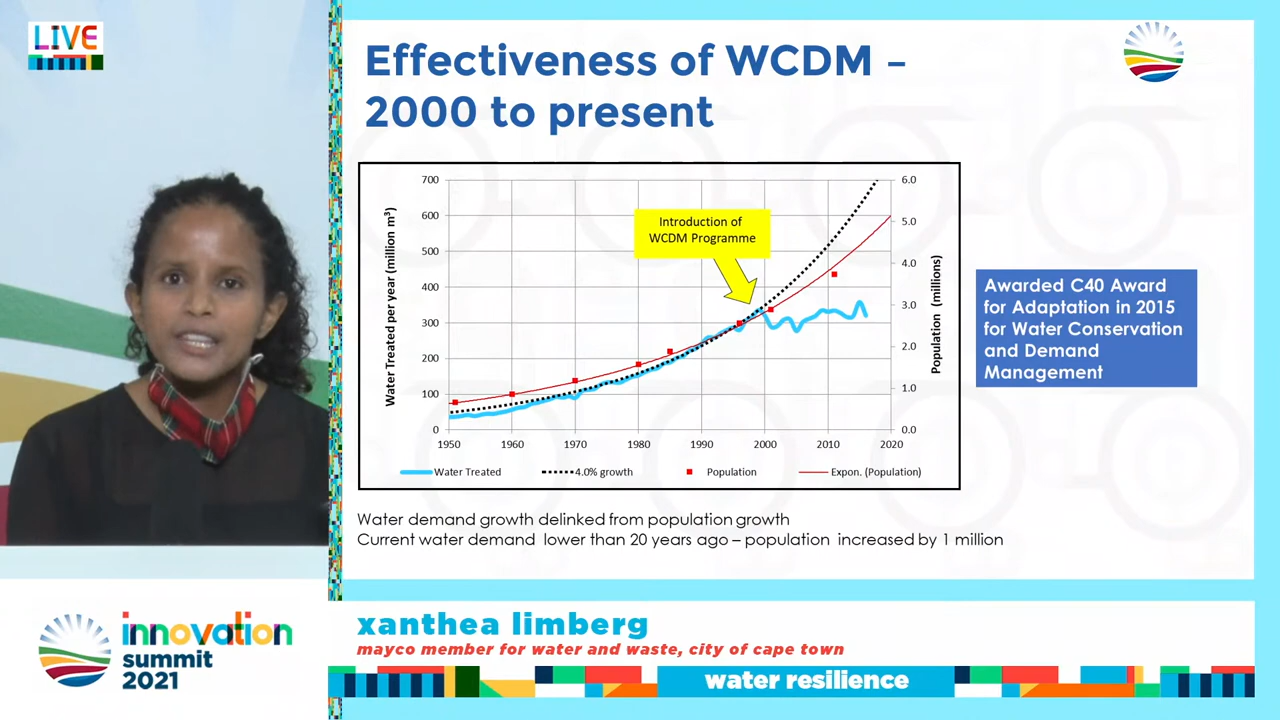 LIVE
Effectiveness of WCDM –
2000 to present
700
600
500
400
300
200
100
0
Water Treated per year (million m³)
6.0
5.0
4.0
3.0
2.0
1.0
0.0
Population (millions)
Introduction of
WCDM Programme
1950
1960
1970
1980
1990
2000
2010
2020
Water Treated
4.0% growth
Population
Expon. (Population)
Awarded C40 Award
for Adaptation in 2015
for Water Conservation
and Demand
Management
Water demand growth delinked from population growth
Current water demand lower than 20 years ago – population increased by 1 million
innovation
summit
2021
xanthea limberg
mayco member for water and waste, city of cape town
water resilience